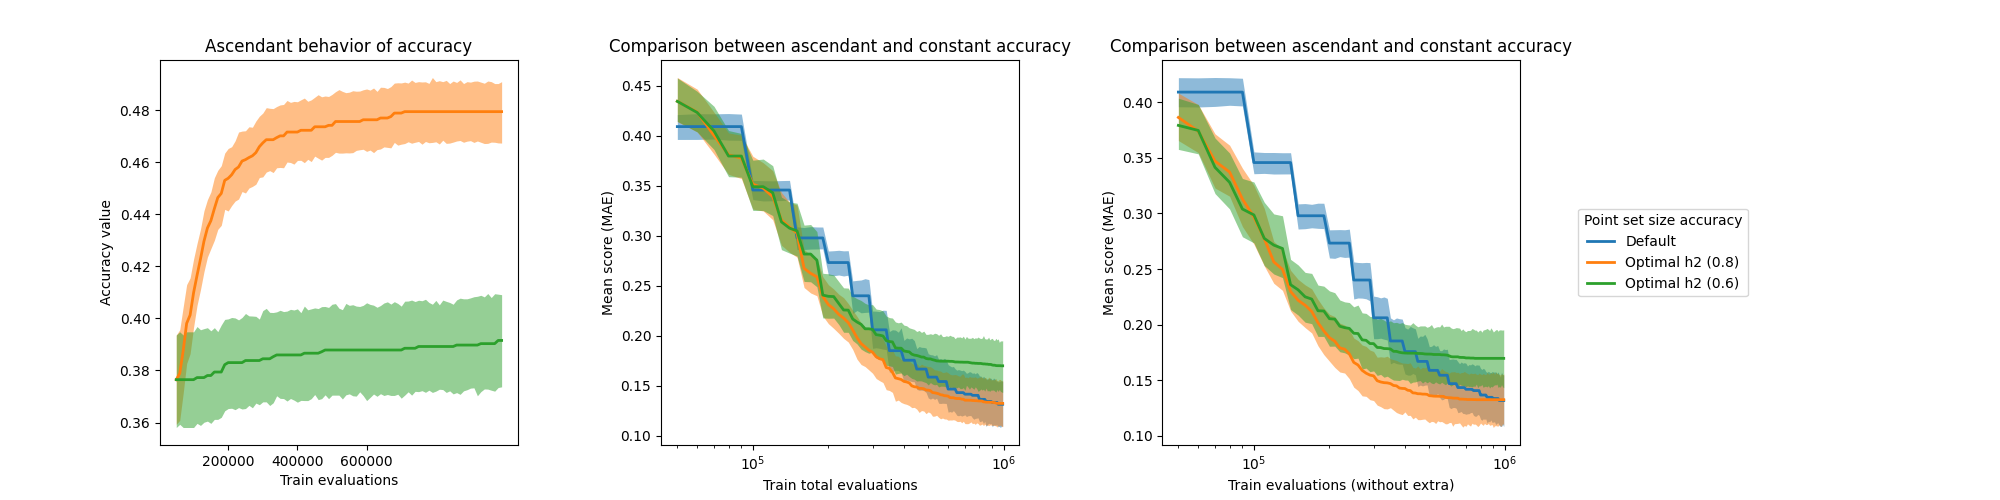 Ascendant behavior of accuracy
Accuracy value
0.48
0.46
0.44
0.42
0.40
0.38
0.36
200000 400000 600000
Train evaluations
Comparison between ascendant and constant accuracy
Mean score (MAE)
0.45
0.40
0.35
0.30
0.25
0.20
0.15
0.10
10^5 10^6
Train total evaluations
Comparison between ascendant and constant accuracy
Mean score (MAE)
0.40
0.35
0.30
0.25
0.20
0.15
0.10
10^5 10^6
Train evaluations (without extra)
Point set size accuracy
Default
Optimal h2 (0.8)
Optimal h2 (0.6)